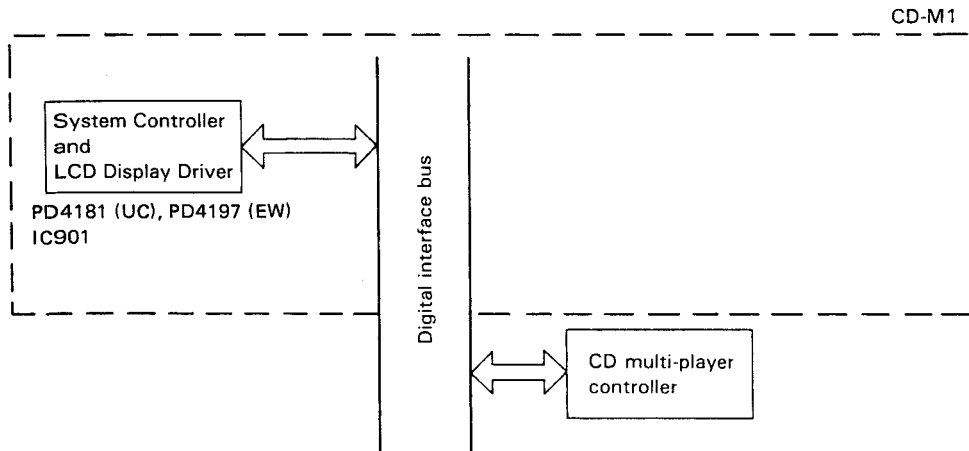 CD-M1
System Controller
and
LCD Display Driver
PD4181 (UC), PD4197 (EW)
IC901
Digital interface bus
CD multi-player
controller